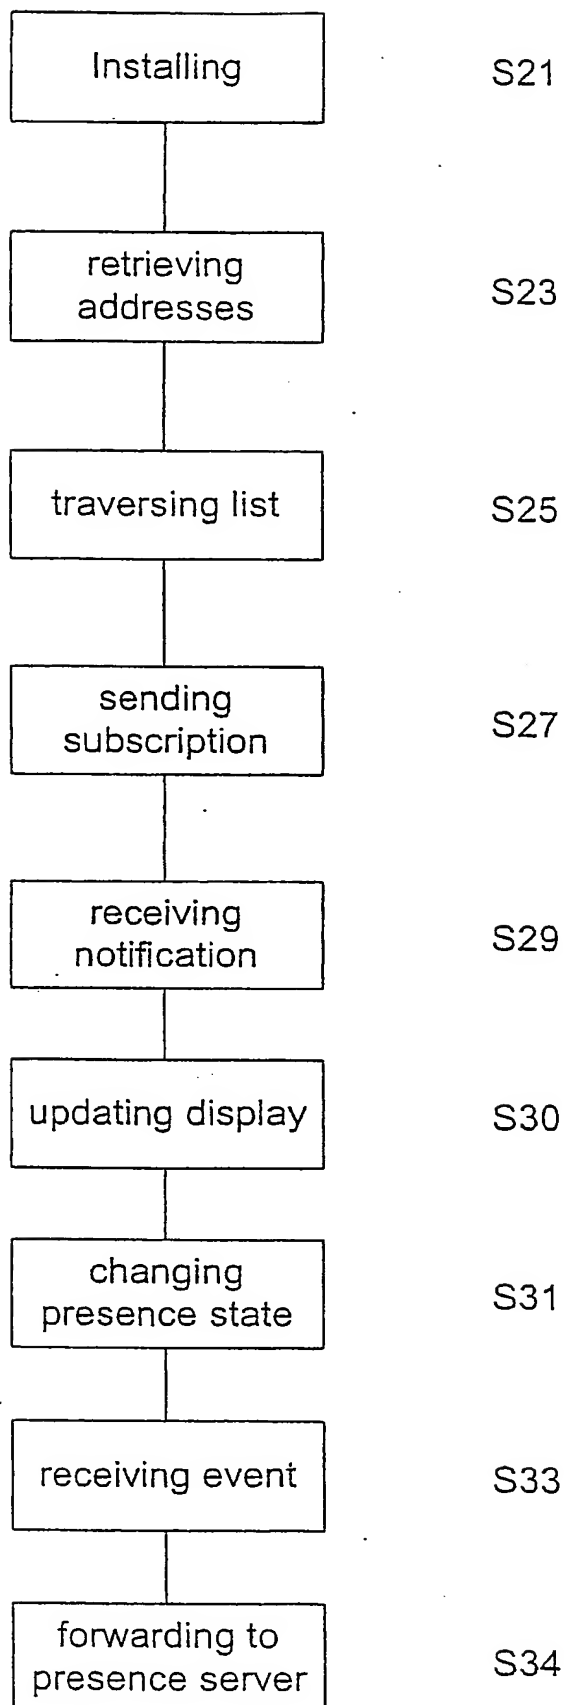 Installing
S21
retrieving
addresses
S23
traversing list
S25
sending
subscription
S27
receiving
notification
S29
updating display
S30
changing
presence state
S31
receiving event
S33
forwarding to
presence server
S34